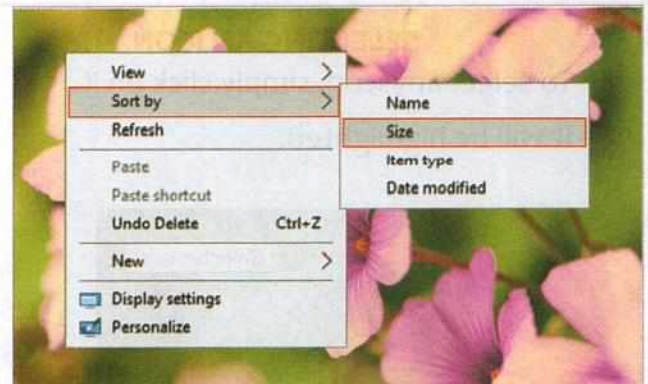 View >
Sort by >
Refresh
Paste
Paste shortcut
Undo Delete Ctrl+Z
New >
Display settings
Personalize
Name
Size
Item type
Date modified